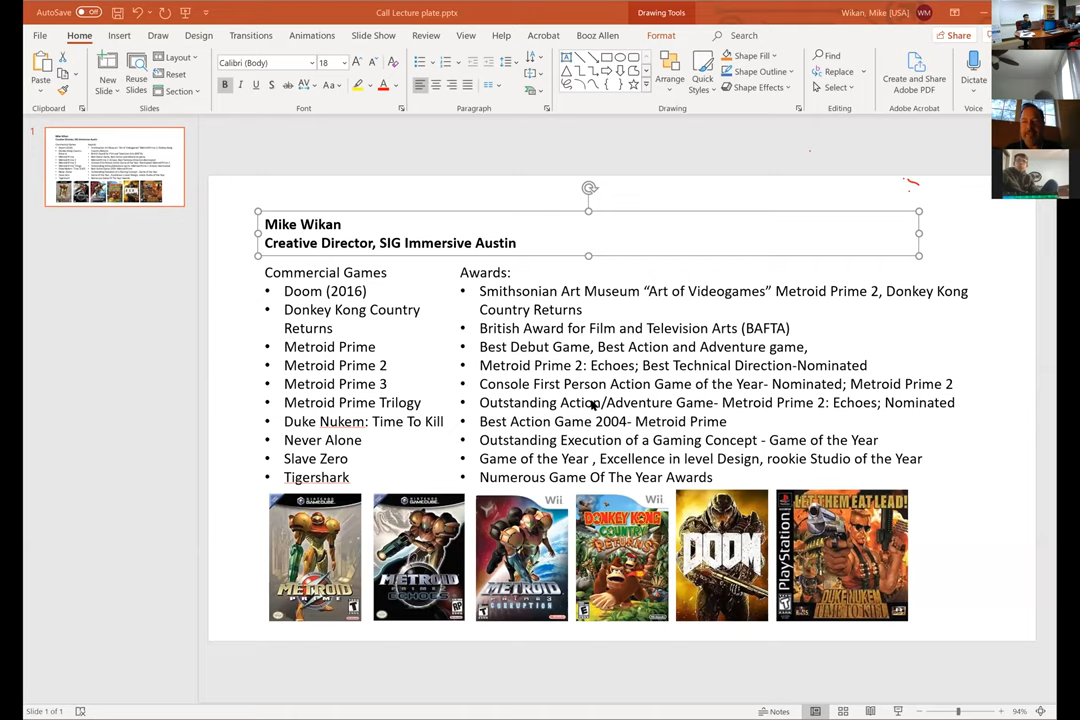 AutoSave Off
Call Lecture plate.pptx
Drawing Tools
Wikan, Mike [USA] WM
File Home Insert Draw Design Transitions Animations Slide Show Review View Help Acrobat Booz Allen Format Search Share
Paste
New Slide
Reuse Slides
Layout
Reset
Section
Calibri (Body) 18
Arrange
Quick Styles
Shape Fill
Shape Outline
Shape Effects
Find
Replace
Select
Create and Share Adobe PDF
Dictate
Clipboard Slides Font Paragraph Drawing Editing Adobe Acrobat Voice
1
Mike Wikan
Creative Director, SIG Immersive Austin
Commercial Games
• Doom (2016)
• Donkey Kong Country
Returns
• Metroid Prime
• Metroid Prime 2
• Metroid Prime 3
• Metroid Prime Trilogy
• Duke Nukem: Time To Kill
• Never Alone
• Slave Zero
• Tigershark
Awards:
• Smithsonian Art Museum “Art of Videogames” Metroid Prime 2, Donkey Kong
Country Returns
• British Award for Film and Television Arts (BAFTA)
• Best Debut Game, Best Action and Adventure game,
• Metroid Prime 2: Echoes; Best Technical Direction-Nominated
• Console First Person Action Game of the Year- Nominated; Metroid Prime 2
• Outstanding Action/Adventure Game- Metroid Prime 2: Echoes; Nominated
• Best Action Game 2004- Metroid Prime
• Outstanding Execution of a Gaming Concept - Game of the Year
• Game of the Year , Excellence in level Design, rookie Studio of the Year
• Numerous Game Of The Year Awards
METROID PRIME
METROID PRIME 2 ECHOES
Wii
METROID PRIME 3 CORRUPTION
Wii
DONKEY KONG COUNTRY RETURNS
DOOM
PlayStation
LET THEM EAT LEAD!
DUKE NUKEM
TIME TO KILL
Slide 1 of 1
Notes
94%